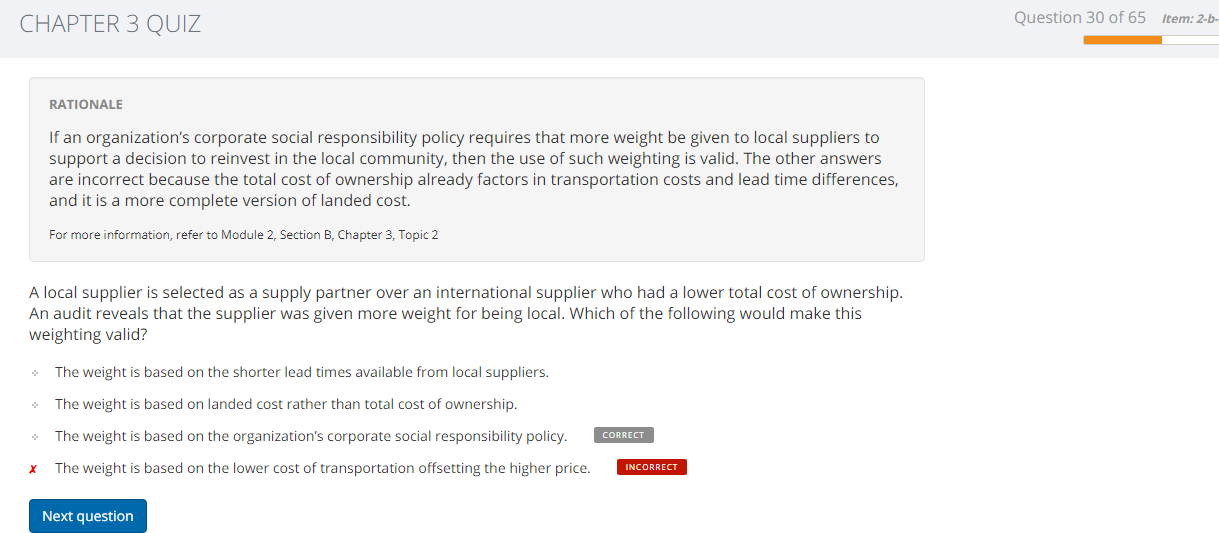 CHAPTER 3 QUIZ
Question 30 of 65 Item: 2-b-
RATIONALE
If an organization's corporate social responsibility policy requires that more weight be given to local suppliers to
support a decision to reinvest in the local community, then the use of such weighting is valid. The other answers
are incorrect because the total cost of ownership already factors in transportation costs and lead time differences,
and it is a more complete version of landed cost.
For more information, refer to Module 2, Section B, Chapter 3, Topic 2
A local supplier is selected as a supply partner over an international supplier who had a lower total cost of ownership.
An audit reveals that the supplier was given more weight for being local. Which of the following would make this
weighting valid?
The weight is based on the shorter lead times available from local suppliers.
The weight is based on landed cost rather than total cost of ownership.
The weight is based on the organization's corporate social responsibility policy. CORRECT
✗ The weight is based on the lower cost of transportation offsetting the higher price. INCORRECT
Next question